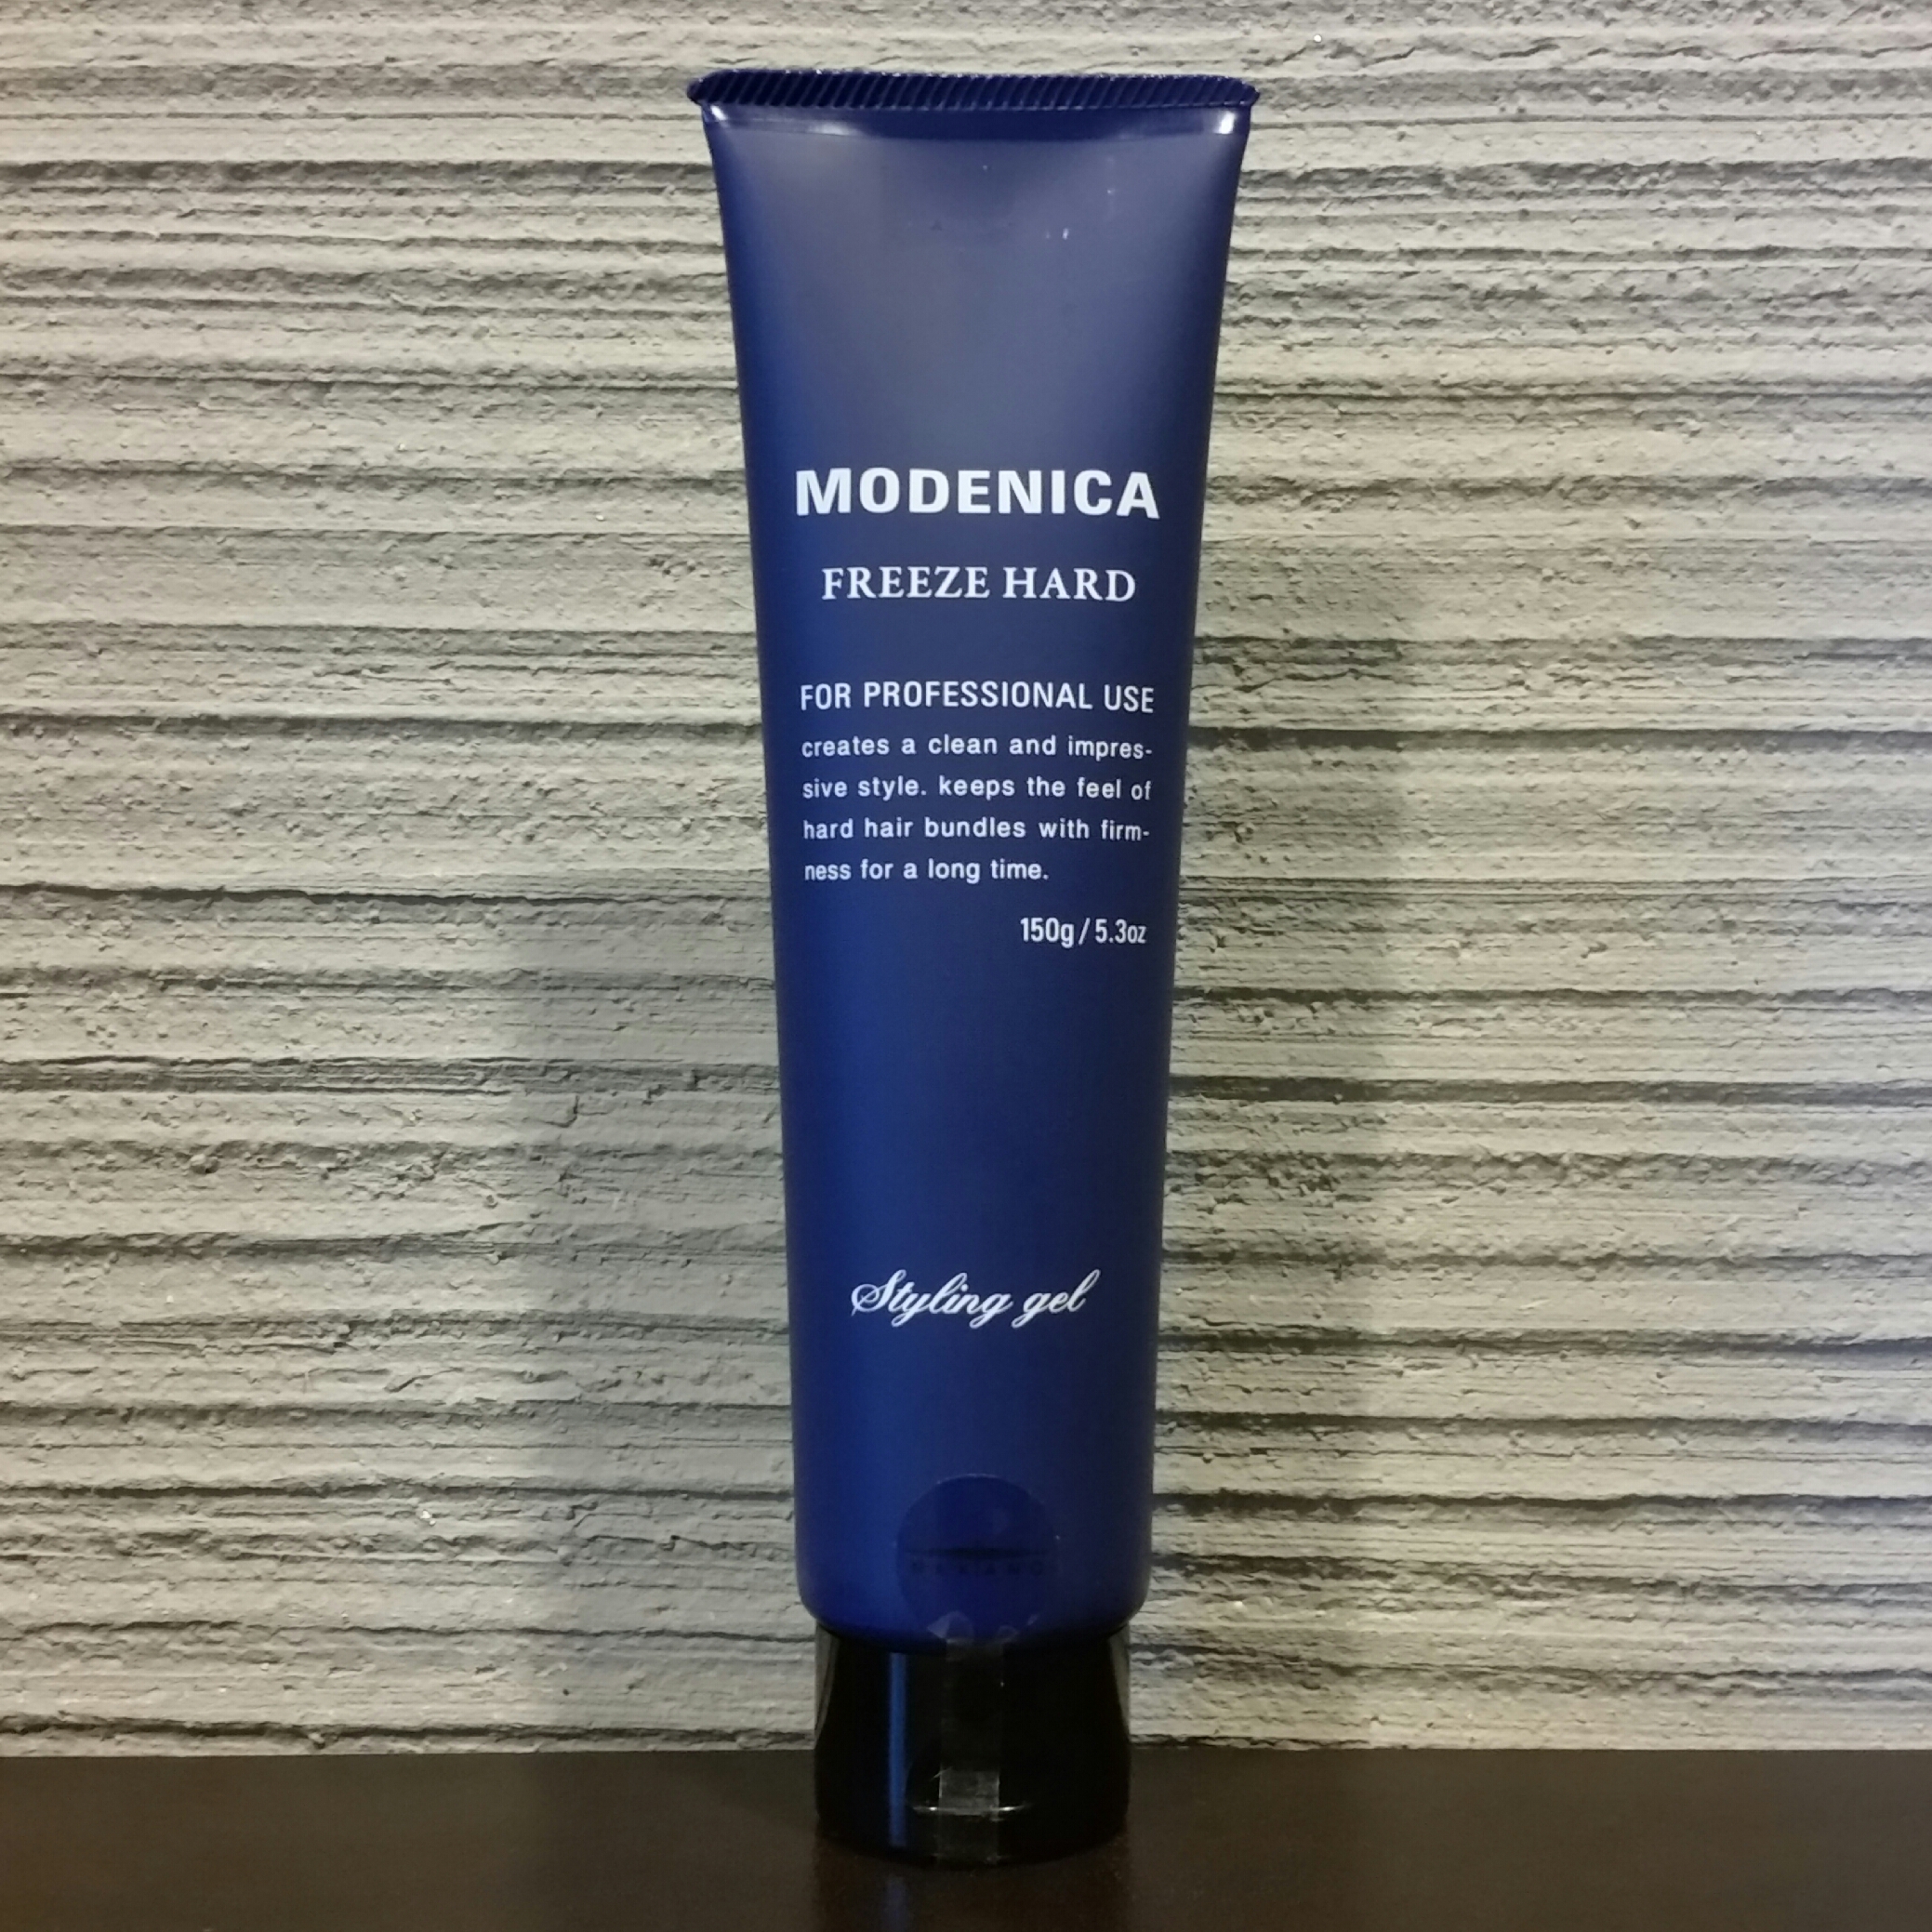 MODENICA
FREEZE HARD
FOR PROFESSIONAL USE
creates a clean and impres-
sive style. keeps the feel of
hard hair bundles with firm-
ness for a long time.
150g / 5.3oz
Styling gel